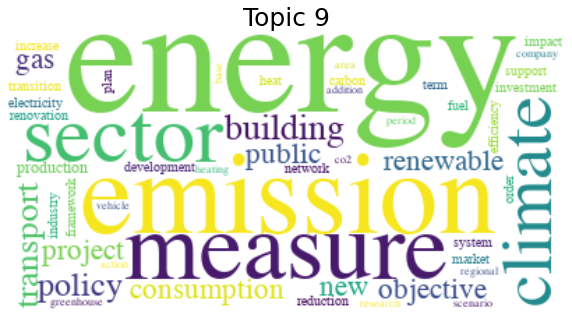 Topic 9
increase
energy
impact
gas
plan
base
heat
area
carbon
company
transition
addition
term
support
investment
electricity
renovation
sector
building
period
fuel
efficiency
climate
public
co2
renewable
production
development
heating
network
order
transport
industry
framework
vehicle
emission
measure
system
project
action
market
regional
policy
consumption
new
objective
greenhouse
reduction
research
scenario